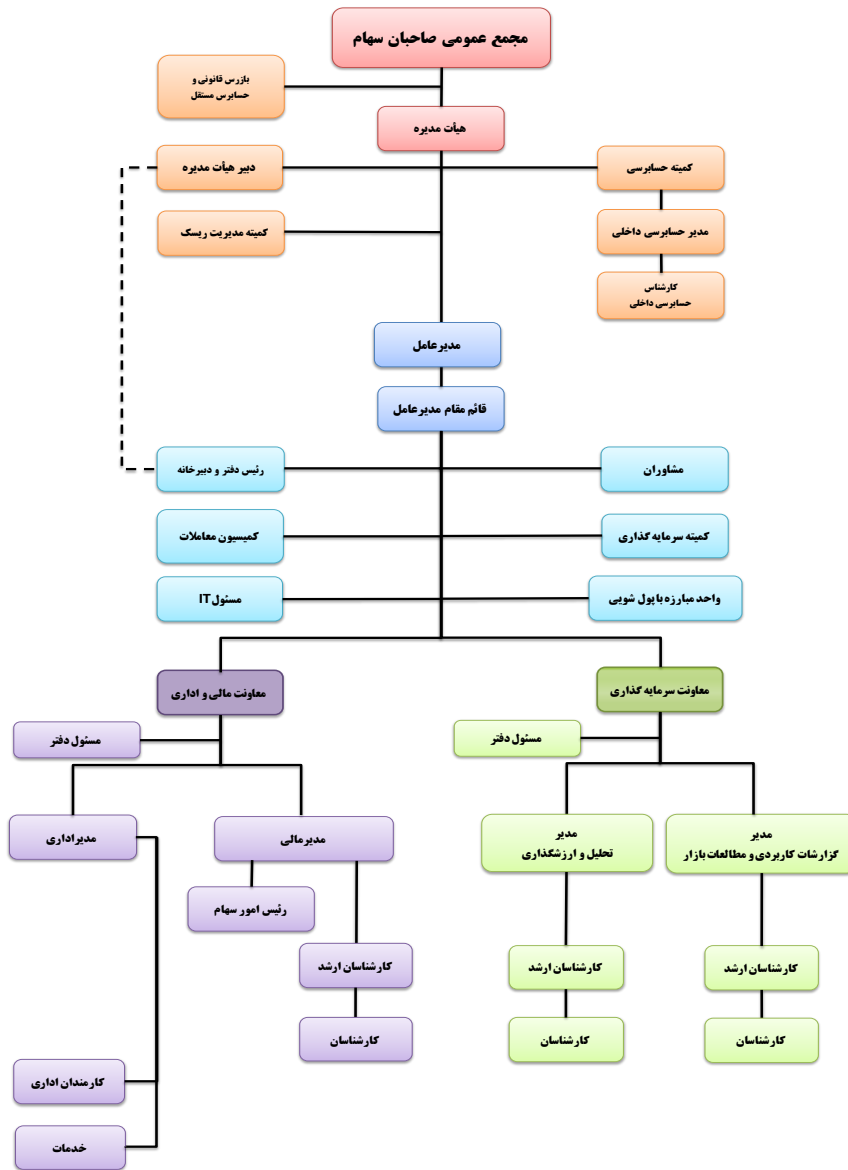 مجمع عمومی صاحبان سهام
بازرس قانونی و
حسابرس مستقل
هیأت مدیره
کمیته حسابرسی
دبیر هیأت مدیره
مدیر حسابرسی داخلی
کمیته مدیریت ریسک
کارشناس
حسابرسی داخلی
مدیرعامل
قائم مقام مدیرعامل
مشاوران
رئیس دفتر و دبیرخانه
کمیته سرمایه گذاری
کمیسیون معاملات
واحد مبارزه با پول شویی
مسئول IT
معاونت سرمایه گذاری
معاونت مالی و اداری
مسئول دفتر
مسئول دفتر
مدیر
گزارشات کاربردی و مطالعات بازار
مدیر
تحلیل و ارزشگذاری
مدیرمالی
مدیراداری
رئیس امور سهام
کارشناسان ارشد
کارشناسان ارشد
کارشناسان ارشد
کارشناسان
کارشناسان
کارشناسان
کارمندان اداری
خدمات